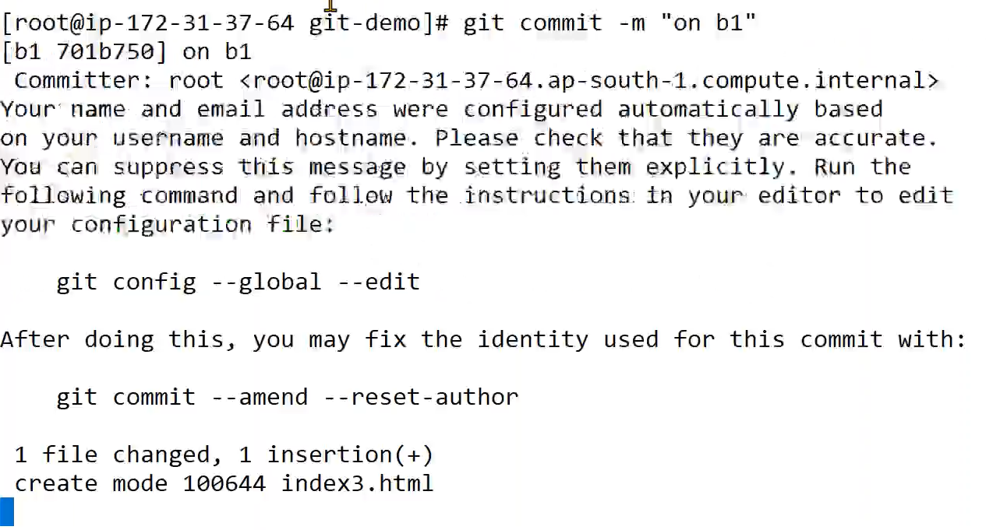 [root@ip-172-31-37-64 git-demo]# git commit -m "on b1"
[b1 701b750] on b1
Committer: root <root@ip-172-31-37-64.ap-south-1.compute.internal>
Your name and email address were configured automatically based
on your username and hostname. Please check that they are accurate.
You can suppress this message by setting them explicitly. Run the
following command and follow the instructions in your editor to edit
your configuration file:
git config --global --edit
After doing this, you may fix the identity used for this commit with:
git commit --amend --reset-author
1 file changed, 1 insertion(+)
create mode 100644 index3.html